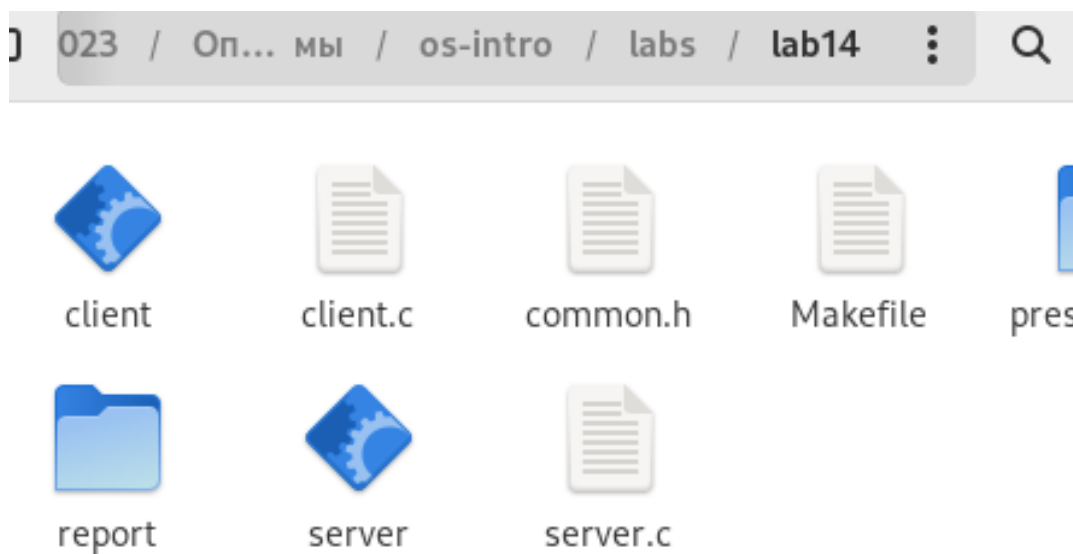 023 / Оп... мы / os-intro / labs / lab14
client client.c common.h Makefile pres
report server server.c